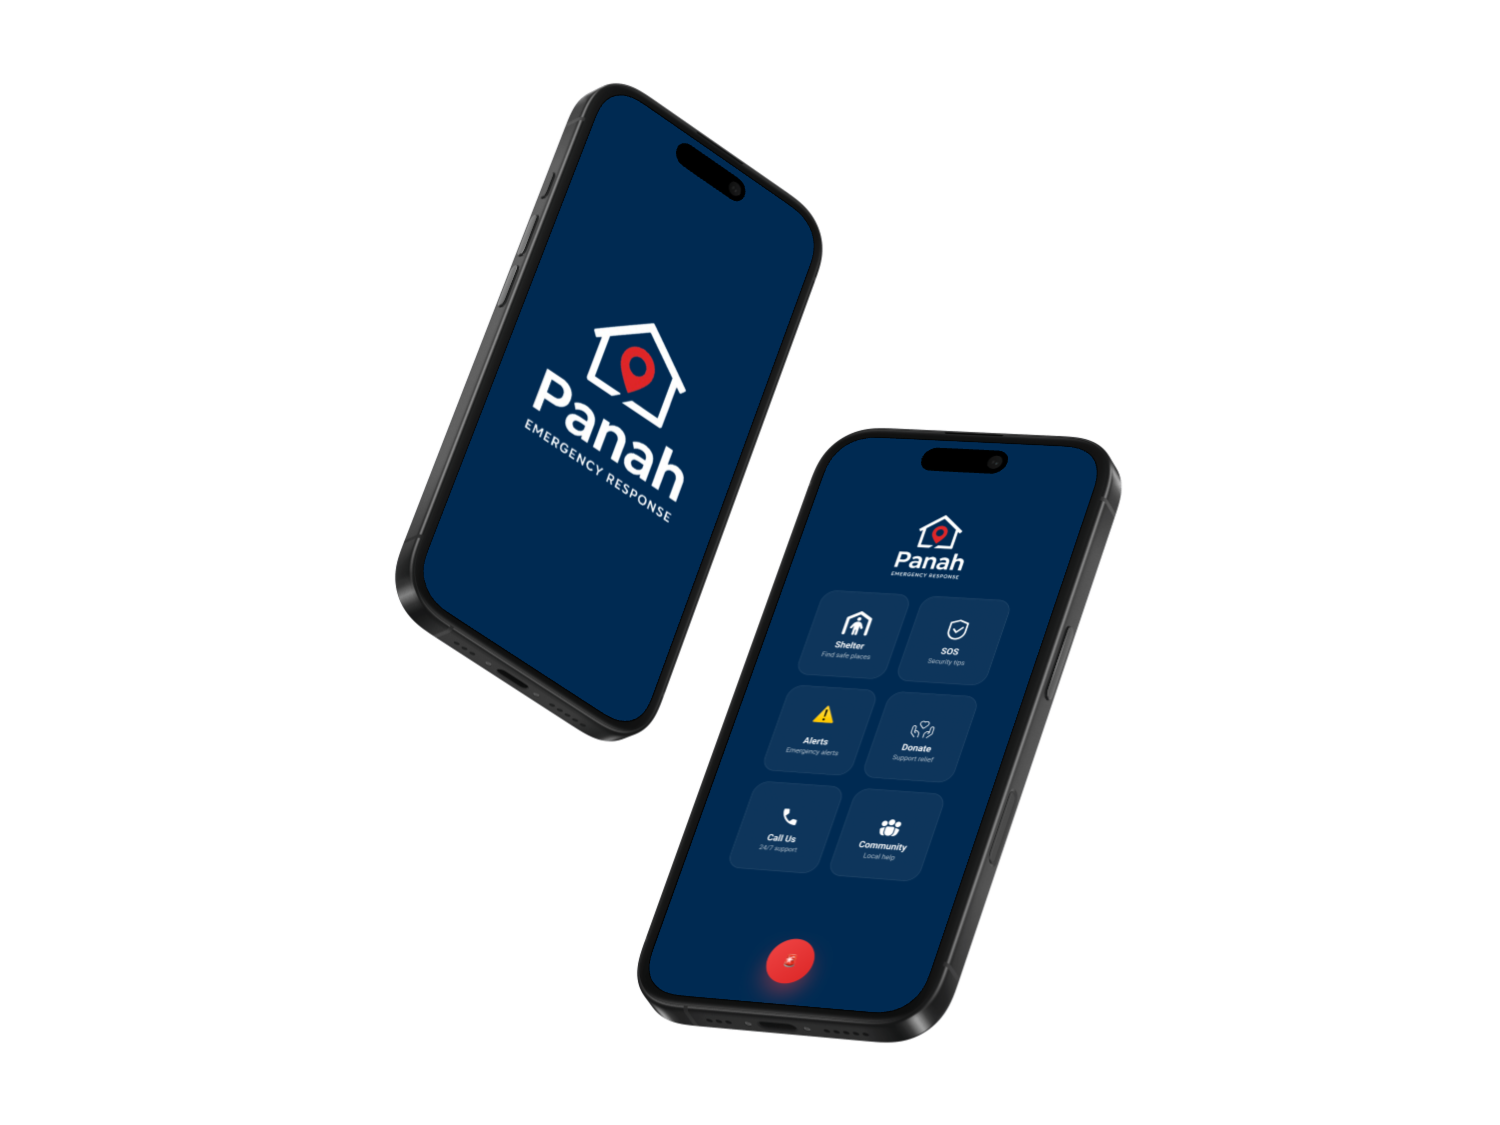 Panah
EMERGENCY RESPONSE
Panah
EMERGENCY RESPONSE
Shelter
Find safe places
SOS
Security tips
Alerts
Emergency alerts
Donate
Support relief
Call Us
24/7 support
Community
Local help